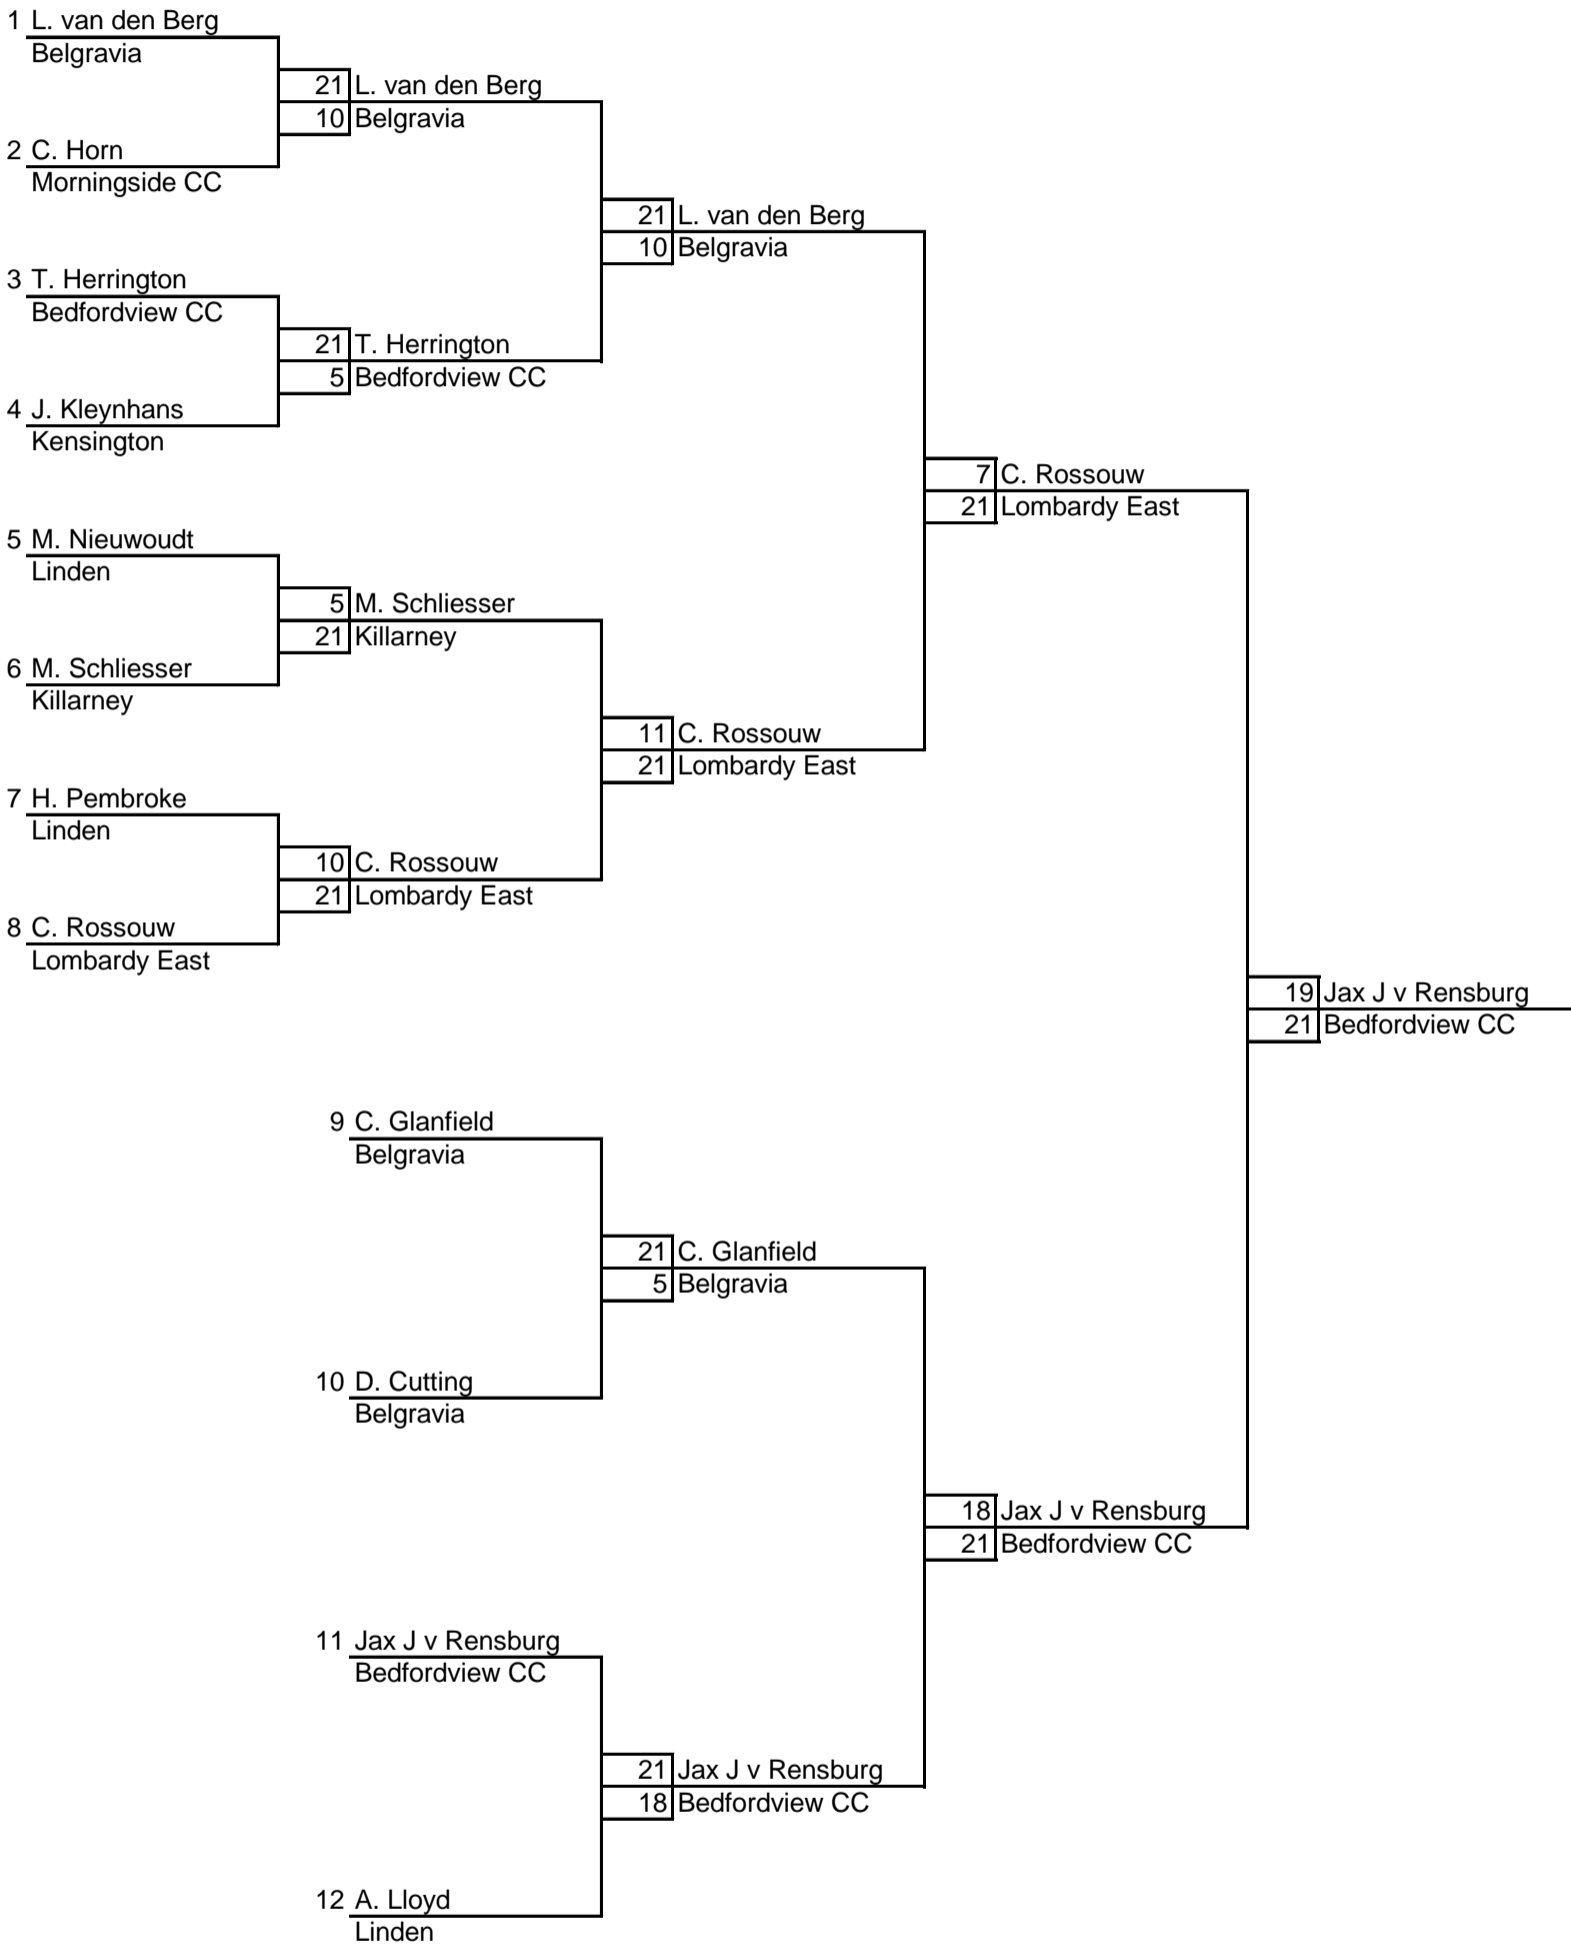 1 L. van den Berg
Belgravia
21 L. van den Berg
10 Belgravia
2 C. Horn
Morningside CC
21 L. van den Berg
10 Belgravia
3 T. Herrington
Bedfordview CC
21 T. Herrington
5 Bedfordview CC
4 J. Kleynhans
Kensington
7 C. Rossouw
21 Lombardy East
5 M. Nieuwoudt
Linden
5 M. Schliesser
21 Killarney
6 M. Schliesser
Killarney
11 C. Rossouw
21 Lombardy East
7 H. Pembroke
Linden
10 C. Rossouw
21 Lombardy East
8 C. Rossouw
Lombardy East
19 Jax J v Rensburg
21 Bedfordview CC
9 C. Glanfield
Belgravia
21 C. Glanfield
5 Belgravia
10 D. Cutting
Belgravia
18 Jax J v Rensburg
21 Bedfordview CC
11 Jax J v Rensburg
Bedfordview CC
21 Jax J v Rensburg
18 Bedfordview CC
12 A. Lloyd
Linden